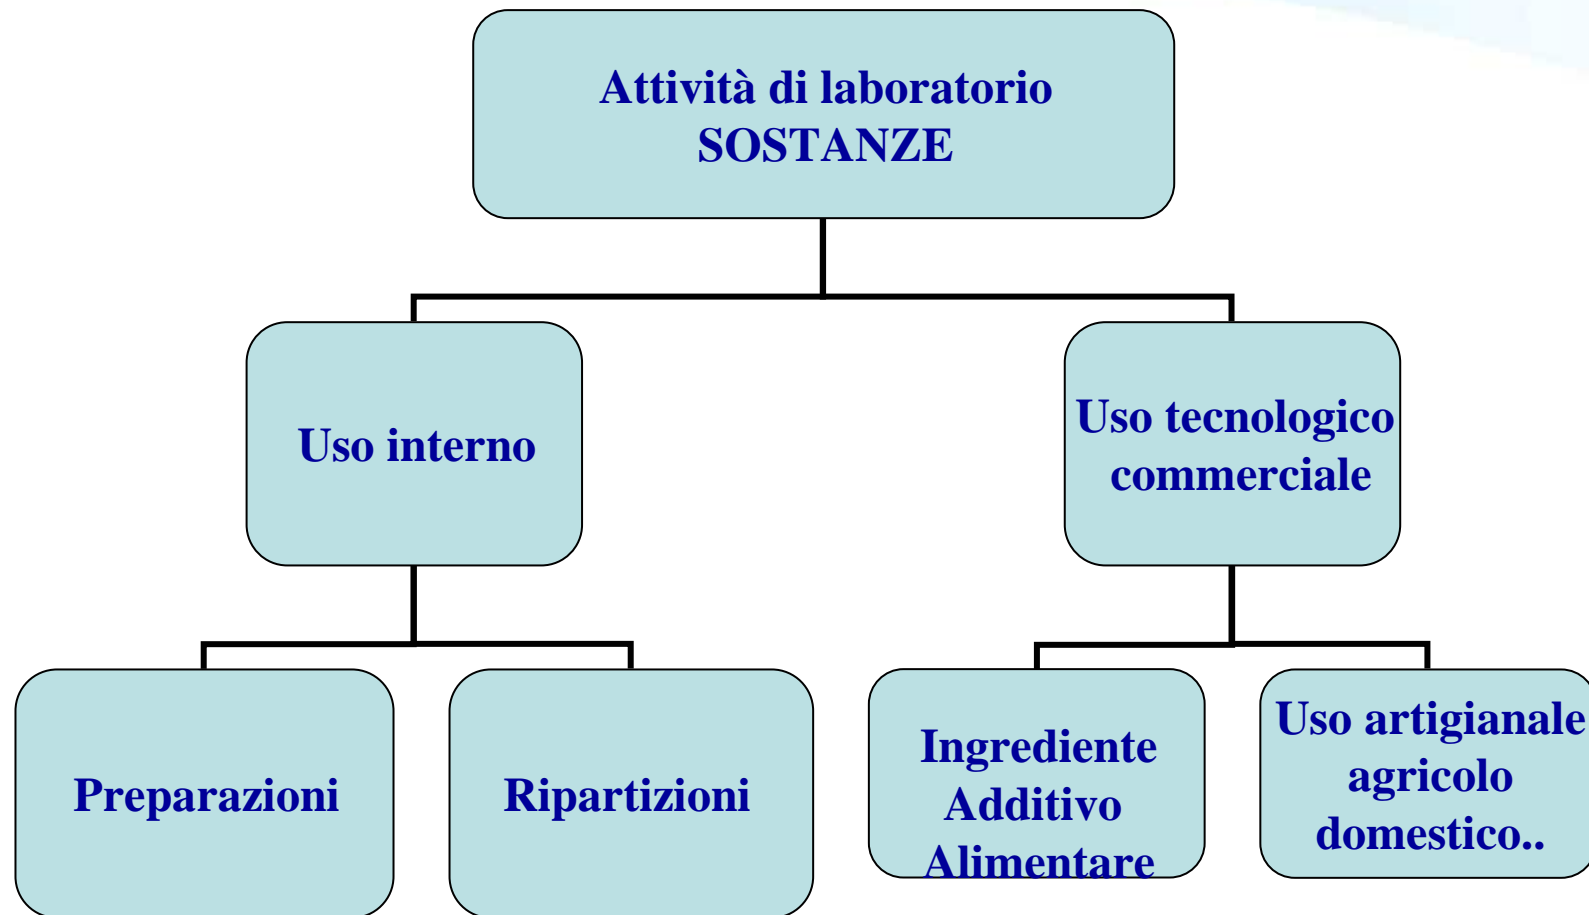 Attività di laboratorio
SOSTANZE
Uso interno
Uso tecnologico
commerciale
Preparazioni
Ripartizioni
Ingrediente
Additivo
Alimentare
Uso artigianale
agricolo
domestico..